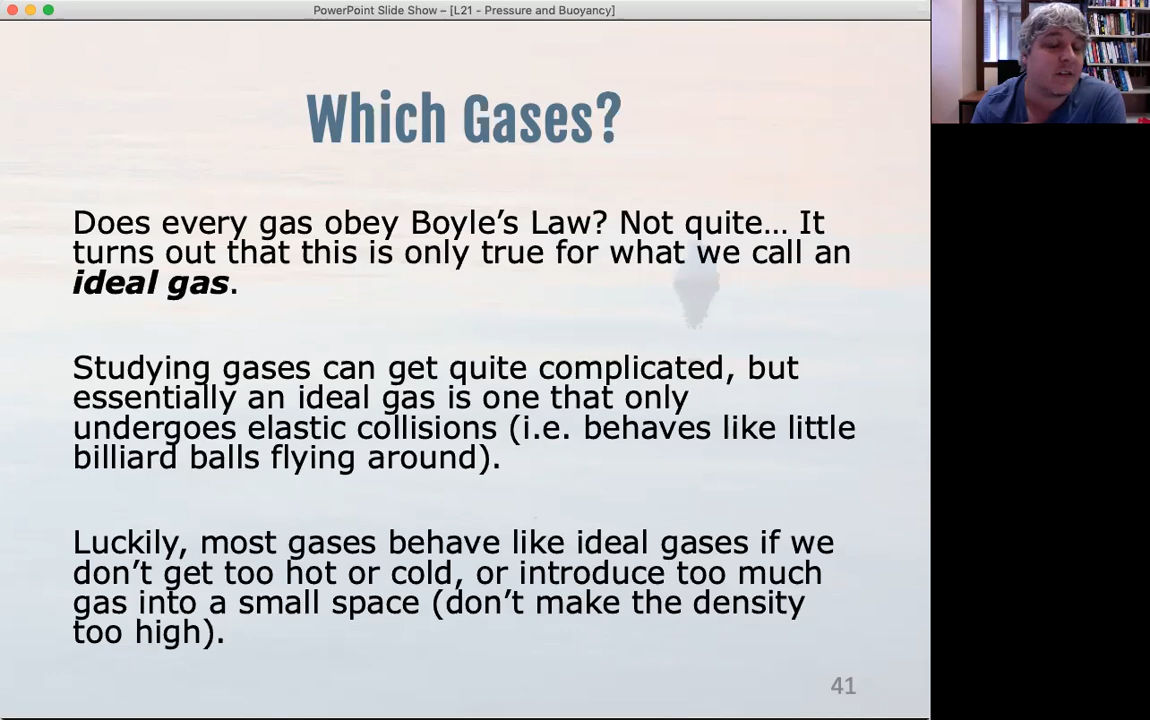 PowerPoint Slide Show – [L21 - Pressure and Buoyancy]
Which Gases?
Does every gas obey Boyle’s Law? Not quite… It
turns out that this is only true for what we call an
ideal gas.
Studying gases can get quite complicated, but
essentially an ideal gas is one that only
undergoes elastic collisions (i.e. behaves like little
billiard balls flying around).
Luckily, most gases behave like ideal gases if we
don’t get too hot or cold, or introduce too much
gas into a small space (don’t make the density
too high).
41